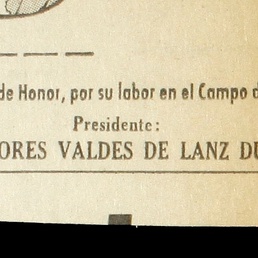 de Honor, por su labor en el Campo
Presidente:
ORES VALDES DE LANZ DU